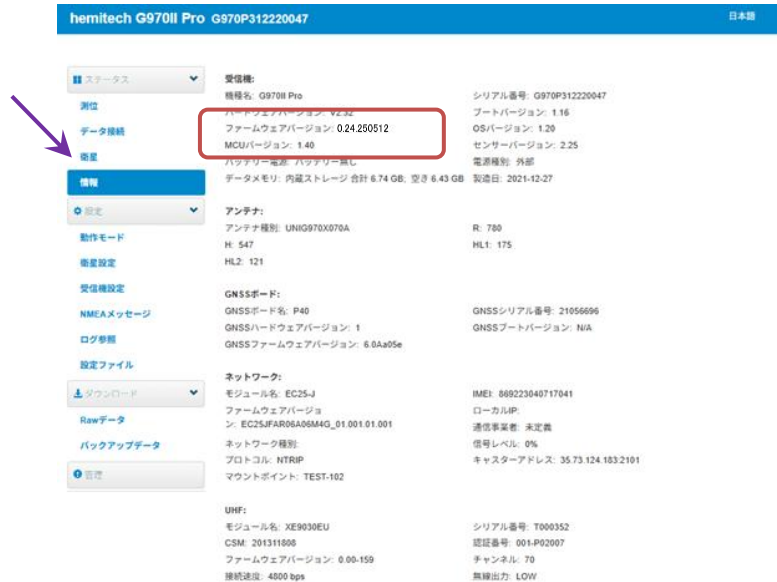 hemitech G970II Pro G970P312220047
日本語
ステータス
測位
データ接続
衛星
情報
設定
動作モード
衛星設定
受信機設定
NMEAメッセージ
ログ参照
設定ファイル
ダウンロード
Rawデータ
バックアップデータ
管理
受信機:
機種名: G970II Pro
シリアル番号: G970P312220047
ハードウェアバージョン: V2.32
ブートバージョン: 1.16
ファームウェアバージョン: 0.24.250512
OSバージョン: 1.20
MCUバージョン: 1.40
センサーバージョン: 2.25
バッテリー電源: バッテリー無し
電源種別: 外部
データメモリ: 内蔵ストレージ 合計 6.74 GB; 空き 6.43 GB
製造日: 2021-12-27
アンテナ:
アンテナ種別: UNIG970X070A
R: 780
H: 547
HL1: 175
HL2: 121
GNSSボード:
GNSSボード名: P40
GNSSシリアル番号: 21056696
GNSSハードウェアバージョン: 1
GNSSブートバージョン: N/A
GNSSファームウェアバージョン: 6.0Aa05e
ネットワーク:
モジュール名: EC25-J
IMEI: 869223040717041
ファームウェアバージョ
ン: EC25JFAR06A06M4G_01.001.01.001
ローカルIP:
通信事業者: 未定義
ネットワーク種別:
信号レベル: 0%
プロトコル: NTRIP
キャスターアドレス: 35.73.124.183:2101
マウントポイント: TEST-102
UHF:
モジュール名: XE9030EU
シリアル番号: T000352
CSM: 201311808
認証番号: 001-P02007
ファームウェアバージョン: 0.00-159
チャンネル: 70
接続速度: 4800 bps
無線出力: LOW